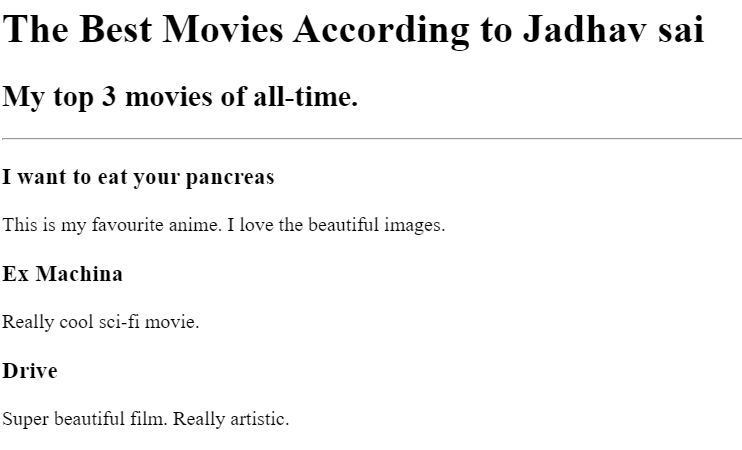 The Best Movies According to Jadhav sai
My top 3 movies of all-time.
I want to eat your pancreas
This is my favourite anime. I love the beautiful images.
Ex Machina
Really cool sci-fi movie.
Drive
Super beautiful film. Really artistic.